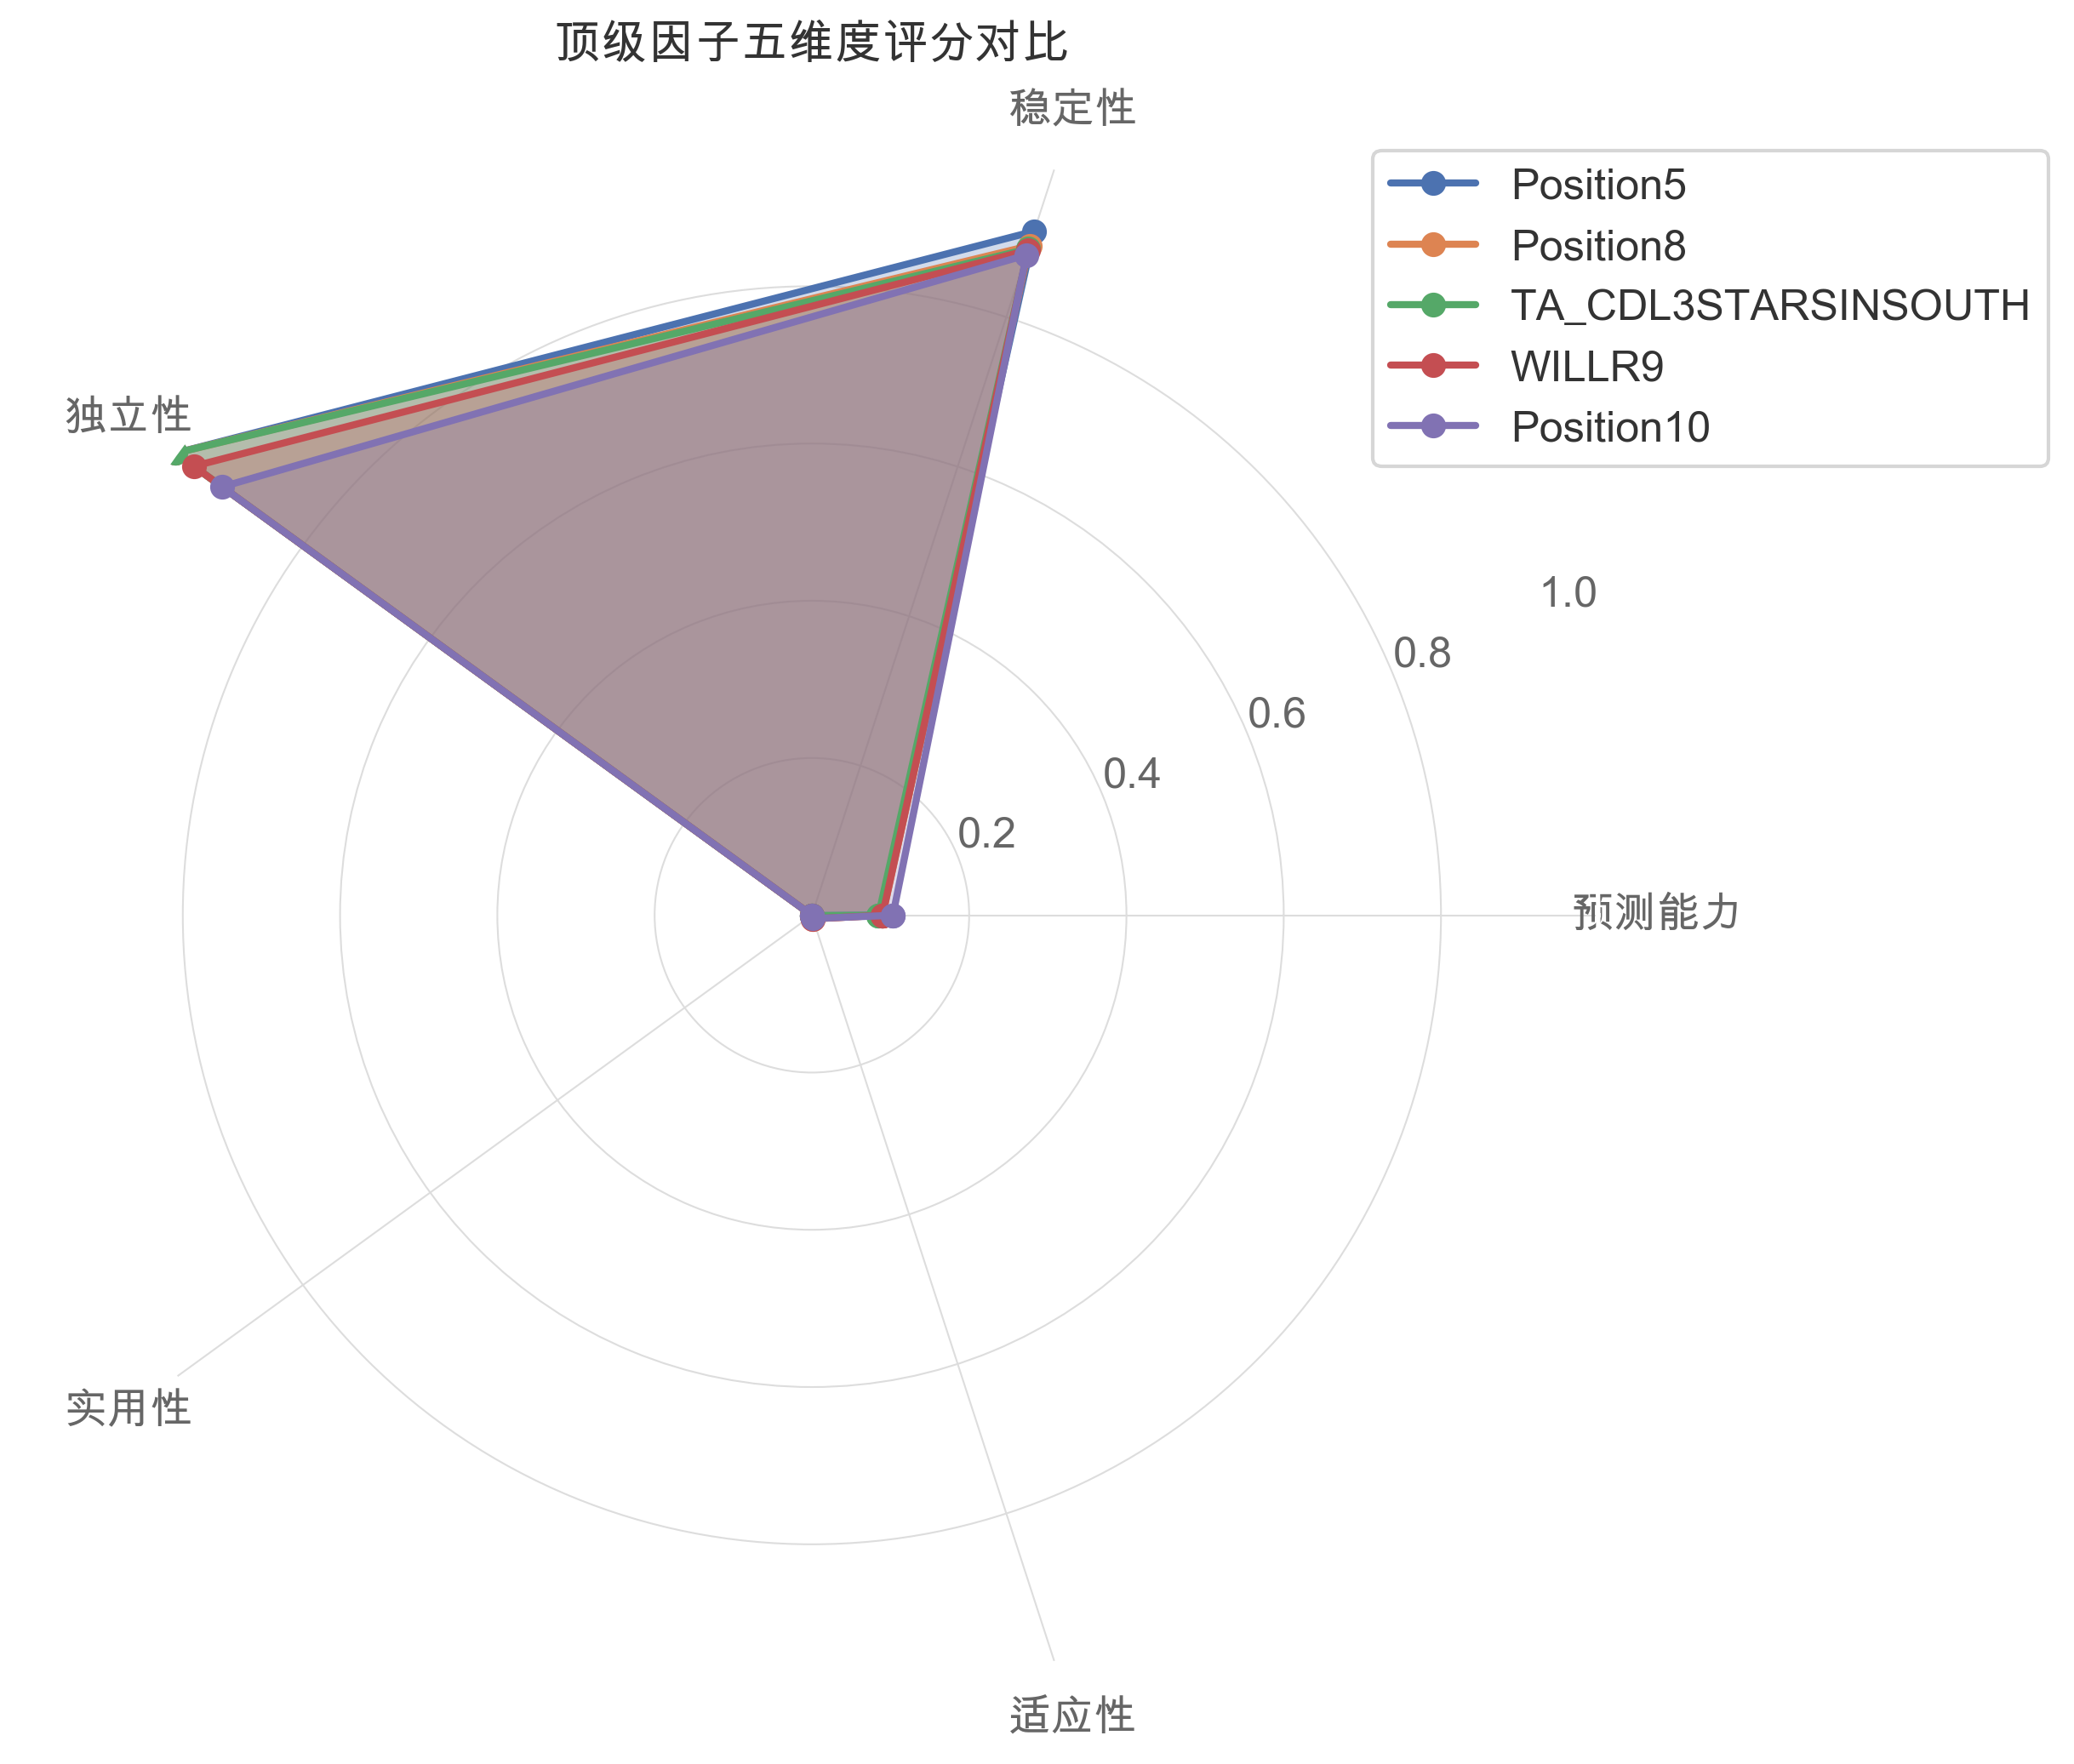 顶级因子五维度评分对比
稳定性
Position5
Position8
TA_CDL3STARSINSOUTH
WILLR9
Position10
独立性
1.0
0.8
0.6
0.4
0.2
预测能力
实用性
适应性